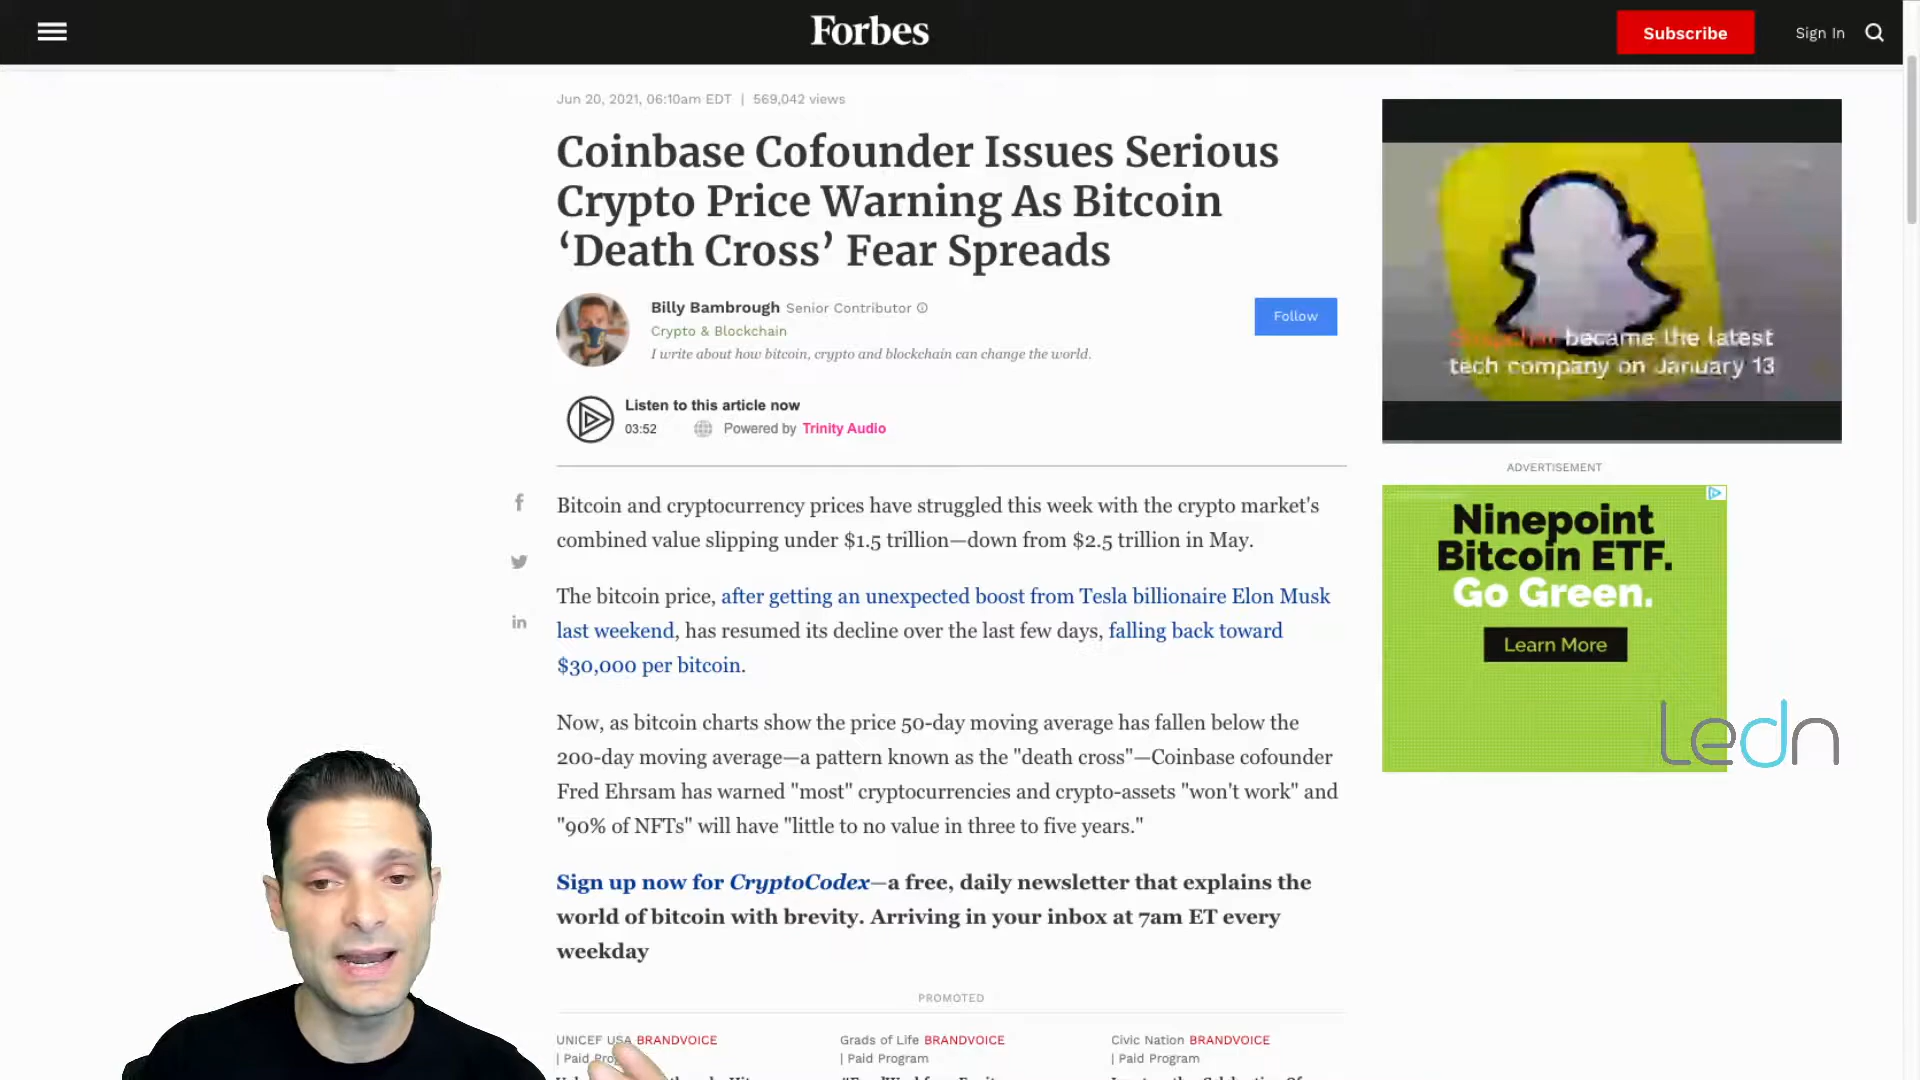 Forbes
Subscribe
Sign In
Jun 20, 2021, 06:10am EDT | 569,042 views
Coinbase Cofounder Issues Serious
Crypto Price Warning As Bitcoin
‘Death Cross’ Fear Spreads
Billy Bambrough Senior Contributor
Crypto & Blockchain
I write about how bitcoin, crypto and blockchain can change the world.
Follow
Listen to this article now
03:52 Powered by Trinity Audio
became the latest
tech company on January 13
ADVERTISEMENT
Ninepoint
Bitcoin ETF.
Go Green.
Learn More
Ledn
Bitcoin and cryptocurrency prices have struggled this week with the crypto market's
combined value slipping under $1.5 trillion—down from $2.5 trillion in May.
The bitcoin price, after getting an unexpected boost from Tesla billionaire Elon Musk
last weekend, has resumed its decline over the last few days, falling back toward
$30,000 per bitcoin.
Now, as bitcoin charts show the price 50-day moving average has fallen below the
200-day moving average—a pattern known as the "death cross"—Coinbase cofounder
Fred Ehrsam has warned "most" cryptocurrencies and crypto-assets "won't work" and
"90% of NFTs" will have "little to no value in three to five years."
Sign up now for CryptoCodex—a free, daily newsletter that explains the
world of bitcoin with brevity. Arriving in your inbox at 7am ET every
weekday
PROMOTED
UNICEF USA BRANDVOICE
| Paid
Grads of Life BRANDVOICE
| Paid Program
Civic Nation BRANDVOICE
| Paid Program